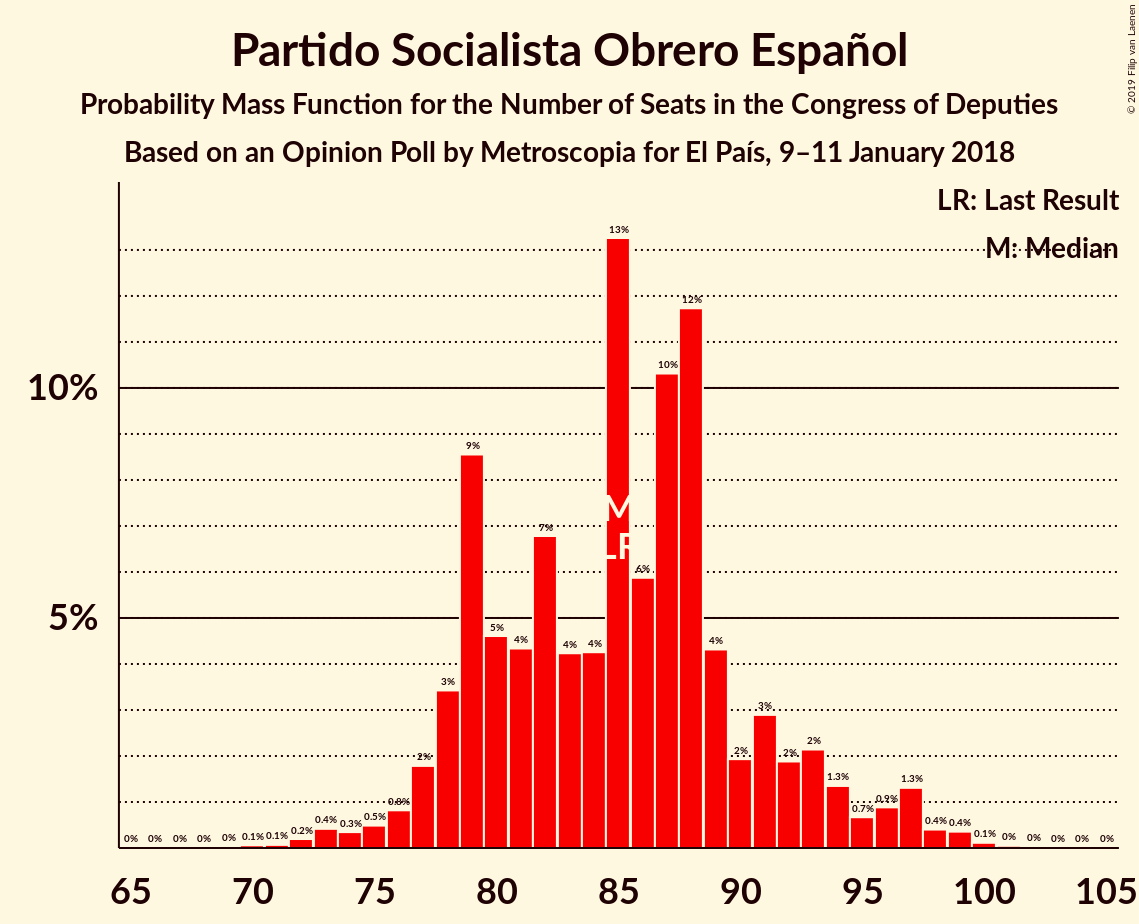 Partido Socialista Obrero Español
Probability Mass Function for the Number of Seats in the Congress of Deputies
Based on an Opinion Poll by Metroscopia for El País, 9–11 January 2018
© 2019 Filip van Laenen
LR: Last Result
M: Median
10%
5%
0% 0% 0% 0% 0% 0.1% 0.1% 0.2% 0.4% 0.3% 0.5% 0.8% 2% 3% 9% 5% 4% 7% 4% 4% 13% 6% 10% 12% 4% 2% 3% 2% 2% 1.3% 0.7% 0.9% 1.3% 0.4% 0.4% 0.1% 0% 0% 0% 0% 0%
M
LR
65 70 75 80 85 90 95 100 105